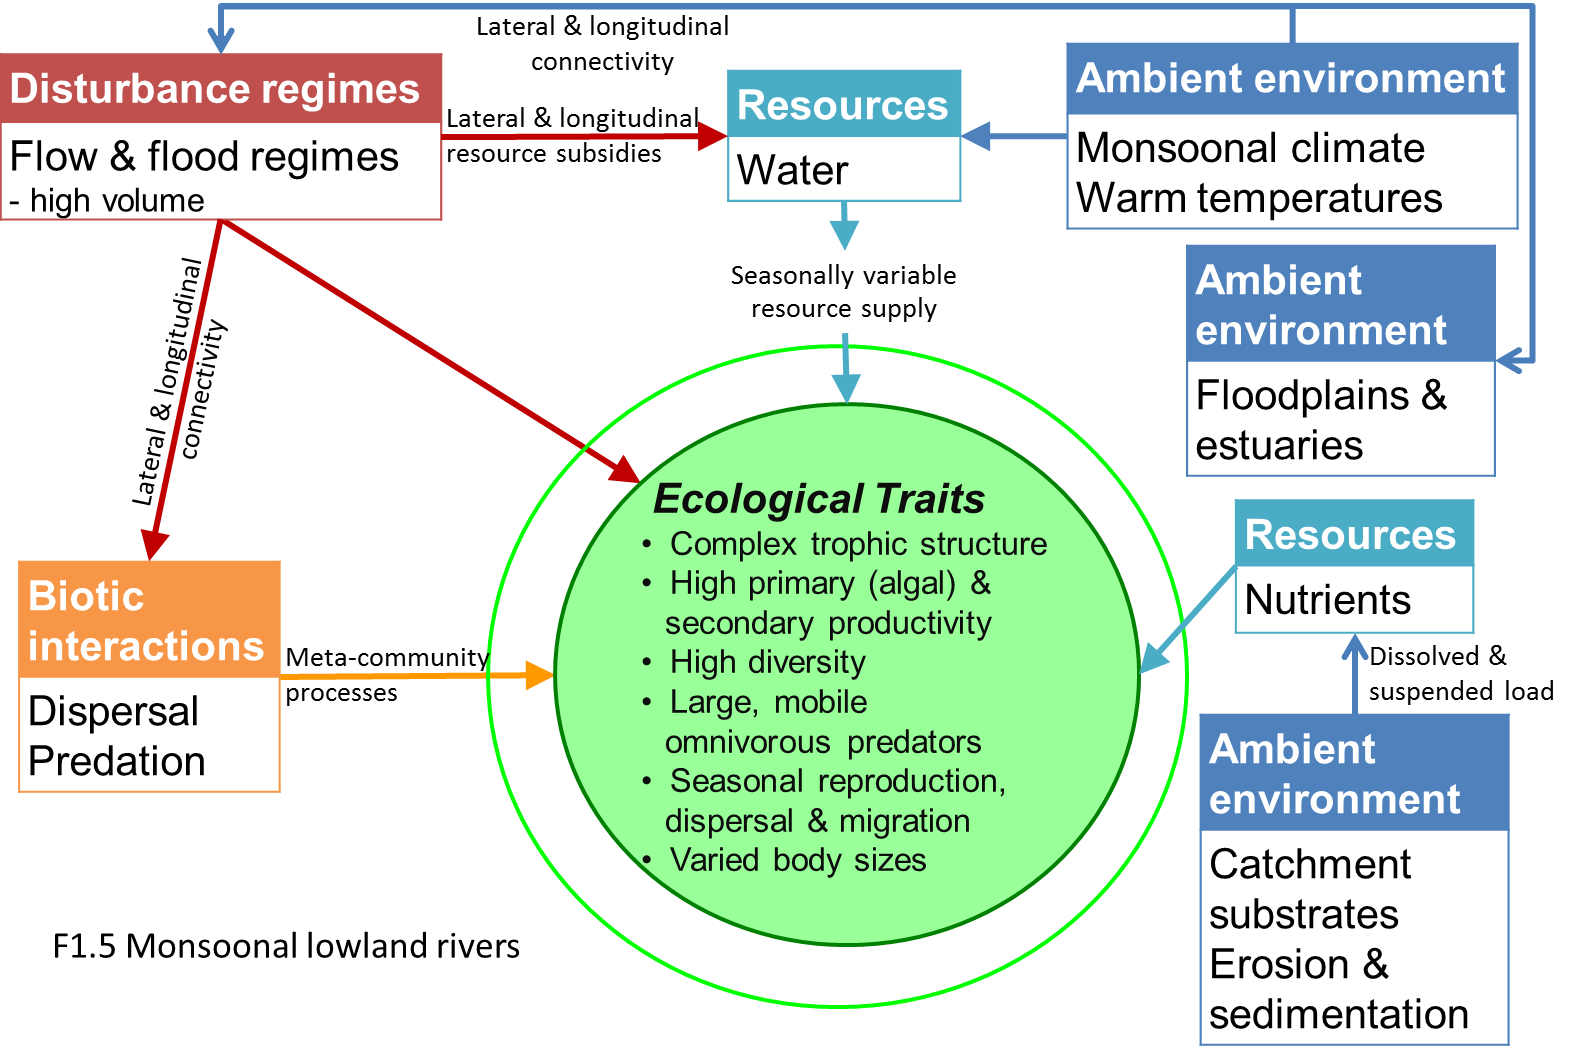 Lateral & longitudinal
connectivity
Disturbance regimes
Flow & flood regimes
- high volume
Lateral & longitudinal
resource subsidies
Resources
Water
Ambient environment
Monsoonal climate
Warm temperatures
Seasonally variable
resource supply
Ambient
environment
Floodplains &
estuaries
Lateral & longitudinal
connectivity
Biotic
interactions
Dispersal
Predation
Meta-community
processes
Ecological Traits
• Complex trophic structure
• High primary (algal) &
secondary productivity
• High diversity
• Large, mobile
omnivorous predators
• Seasonal reproduction,
dispersal & migration
• Varied body sizes
Resources
Nutrients
Dissolved &
suspended load
Ambient
environment
Catchment
substrates
Erosion &
sedimentation
F1.5 Monsoonal lowland rivers